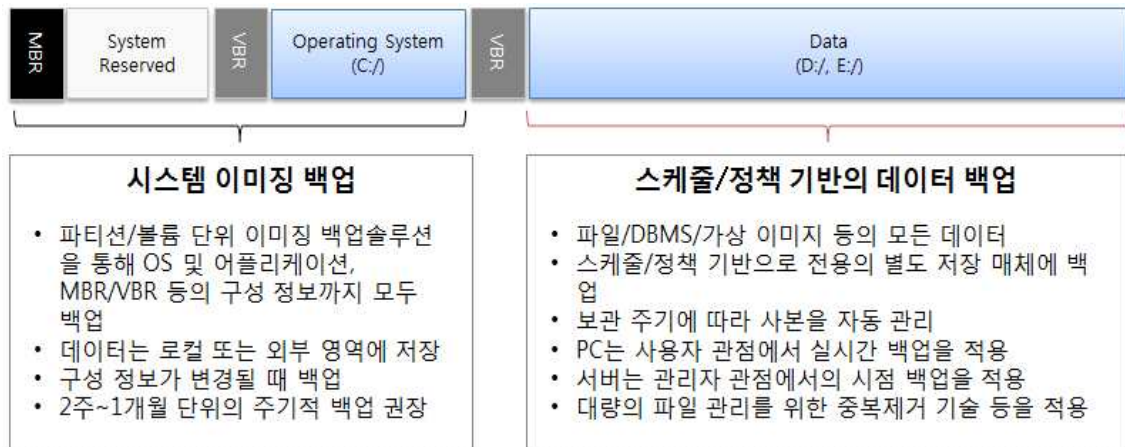 MBR
System
Reserved
VBR
Operating System
(C:/)
VBR
Data
(D:/, E:/)
시스템 이미징 백업
• 파티션/볼륨 단위 이미징 백업솔루션
을 통해 OS 및 어플리케이션,
MBR/VBR 등의 구성 정보까지 모두
백업
• 데이터는 로컬 또는 외부 영역에 저장
• 구성 정보가 변경될 때 백업
• 2주~1개월 단위의 주기적 백업 권장
스케줄/정책 기반의 데이터 백업
• 파일/DBMS/가상 이미지 등의 모든 데이터
• 스케줄/정책 기반으로 전용의 별도 저장 매체에 백
업
• 보관 주기에 따라 사본을 자동 관리
• PC는 사용자 관점에서 실시간 백업을 적용
• 서버는 관리자 관점에서의 시점 백업을 적용
• 대량의 파일 관리를 위한 중복제거 기술 등을 적용